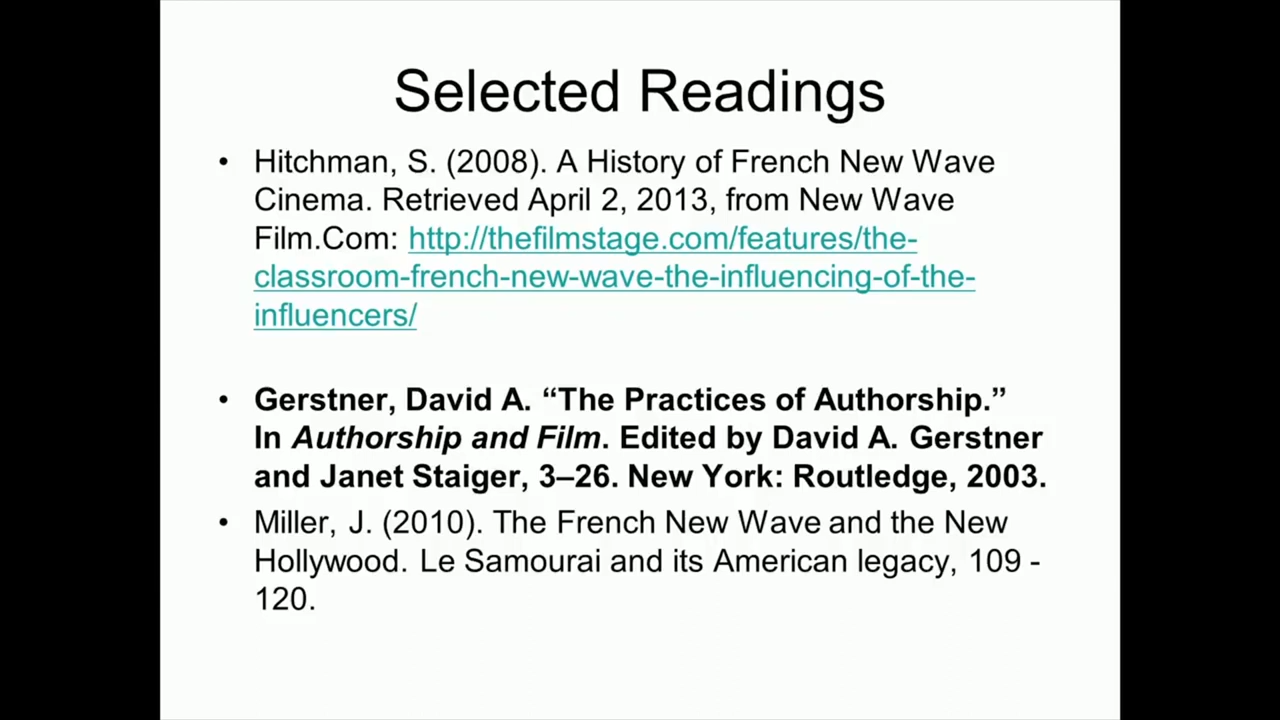 Selected Readings
• Hitchman, S. (2008). A History of French New Wave
Cinema. Retrieved April 2, 2013, from New Wave
Film.Com: http://thefilmstage.com/features/the-
classroom-french-new-wave-the-influencing-of-the-
influencers/
• Gerstner, David A. “The Practices of Authorship.”
In Authorship and Film. Edited by David A. Gerstner
and Janet Staiger, 3–26. New York: Routledge, 2003.
• Miller, J. (2010). The French New Wave and the New
Hollywood. Le Samourai and its American legacy, 109 -
120.